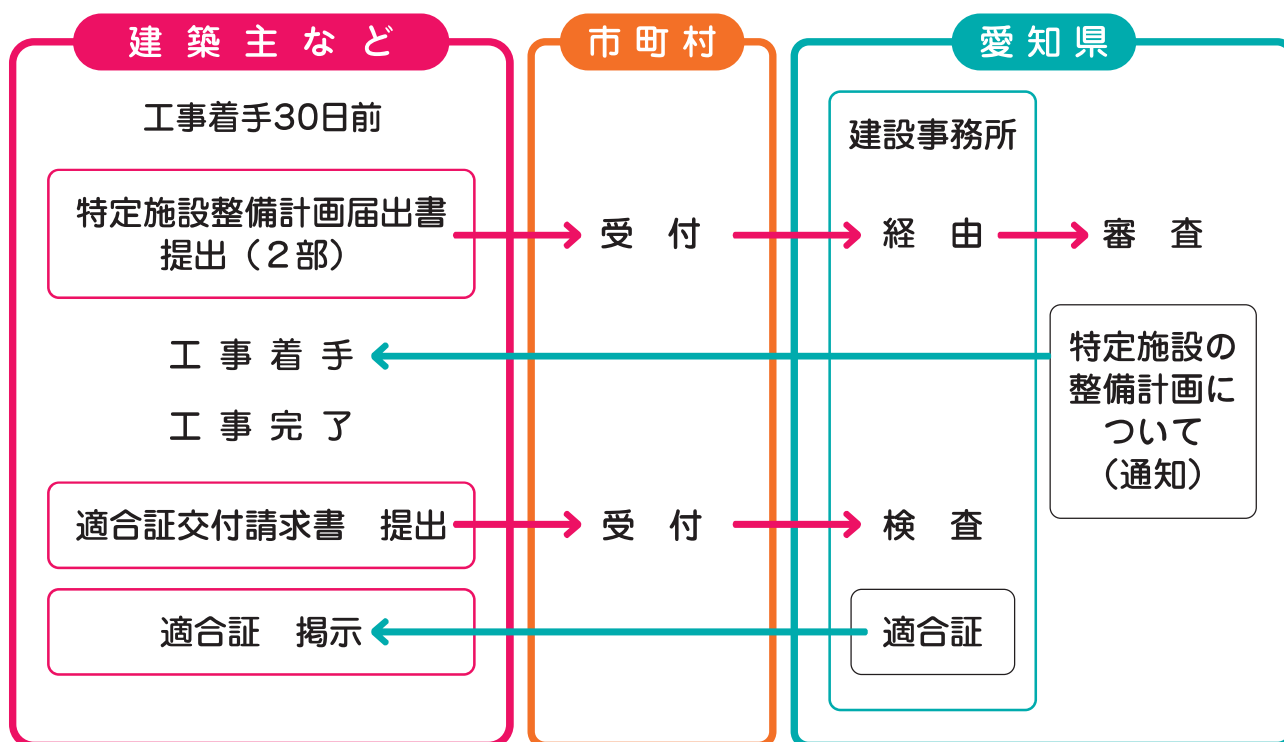 建築主など
市町村
愛知県
工事着手30日前
建設事務所
特定施設整備計画届出書
提出（2部）
受　付
経　由
審　査
工事着手
特定施設の
整備計画に
ついて
（通知）
工事完了
適合証交付請求書　提出
受　付
検　査
適合証　掲示
適合証